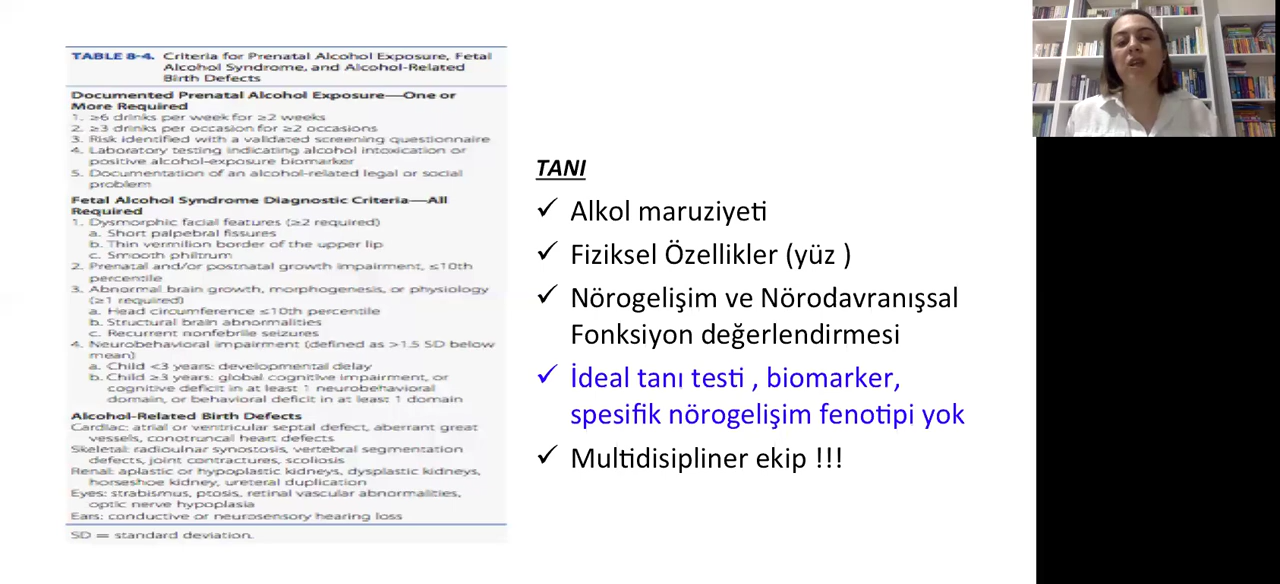 TABLE 8-4. Criteria for Prenatal Alcohol Exposure, Fetal
Alcohol Syndrome, and Alcohol-Related
Birth Defects
Documented Prenatal Alcohol Exposure—One or
More Required
1. ≥6 drinks per week for ≥2 weeks
2. ≥3 drinks per occasion for ≥2 occasions
3. Risk identified with a validated screening questionnaire
4. Laboratory testing indicating alcohol intoxication or
positive alcohol-exposure biomarker
5. Documentation of an alcohol-related legal or social
problem
Fetal Alcohol Syndrome Diagnostic Criteria—All
Required
1. Dysmorphic facial features (≥2 required)
a. Short palpebral fissures
b. Thin vermilion border of the upper lip
c. Smooth philtrum
2. Prenatal and/or postnatal growth impairment, ≤10th
percentile
3. Abnormal brain growth, morphogenesis, or physiology
(≥1 required)
a. Head circumference ≤10th percentile
b. Structural brain abnormalities
c. Recurrent nonfebrile seizures
4. Neurobehavioral impairment (defined as >1.5 SD below
mean)
a. Child <3 years: developmental delay
b. Child ≥3 years: global cognitive impairment, or
cognitive deficit in at least 1 neurobehavioral
domain, or behavioral deficit in at least 1 domain
Alcohol-Related Birth Defects
Cardiac: atrial or ventricular septal defect, aberrant great
vessels, conotruncal heart defects
Skeletal: radioulnar synostosis, vertebral segmentation
defects, joint contractures, scoliosis
Renal: aplastic or hypoplastic kidneys, dysplastic kidneys,
horseshoe kidney, ureteral duplication
Eyes: strabismus, ptosis, retinal vascular abnormalities,
optic nerve hypoplasia
Ears: conductive or neurosensory hearing loss
SD = standard deviation.
TANI
✓ Alkol maruziyeti
✓ Fiziksel Özellikler (yüz )
✓ Nörogelişim ve Nörodavranışsal
Fonksiyon değerlendirmesi
✓ İdeal tanı testi , biomarker,
spesifik nörogelişim fenotipi yok
✓ Multidisipliner ekip !!!